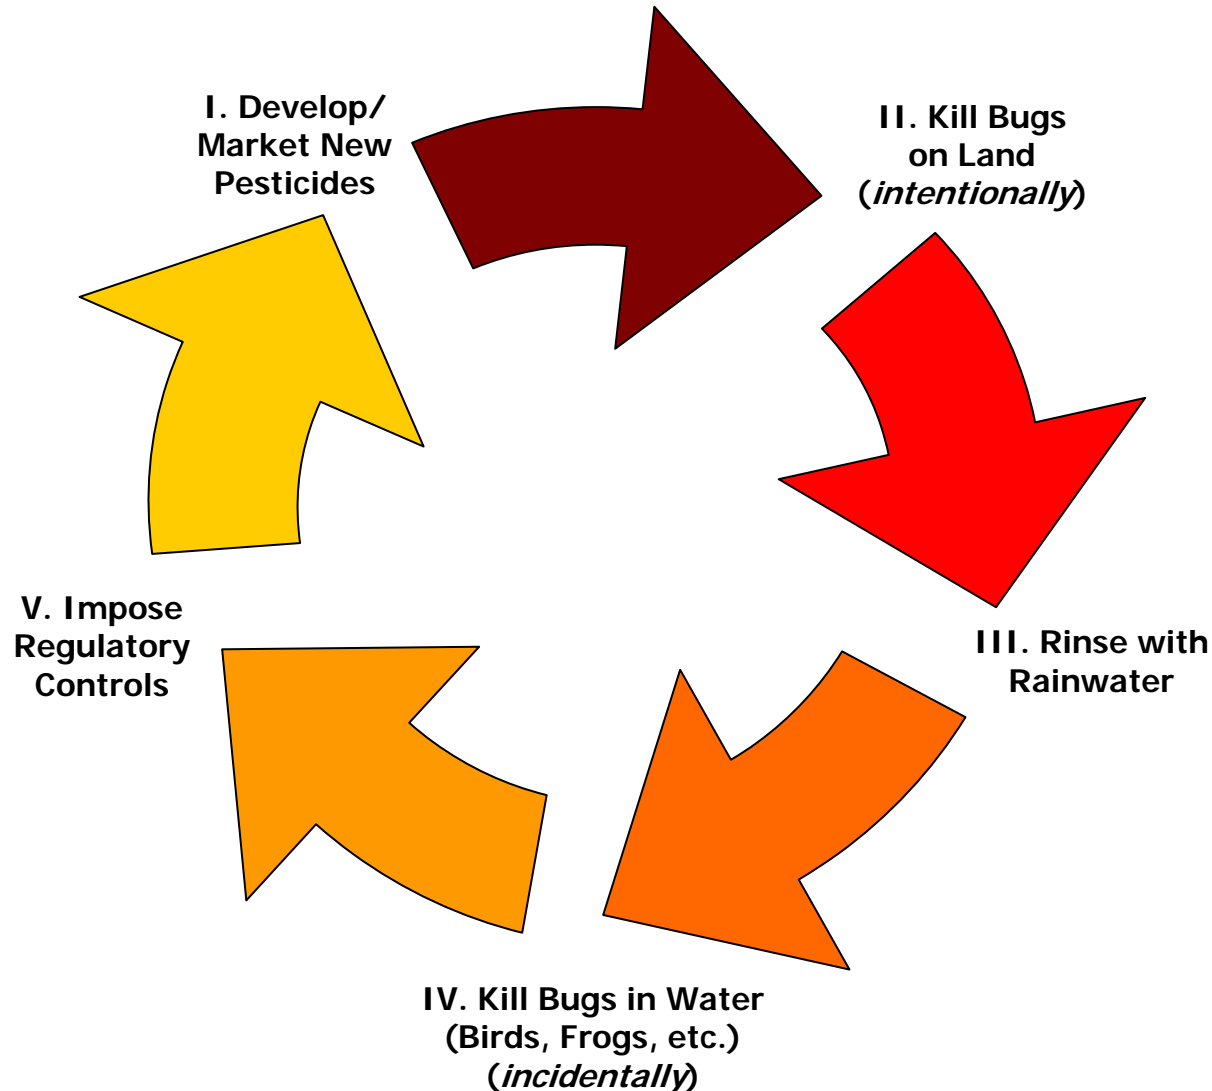 I. Develop/
Market New
Pesticides
II. Kill Bugs
on Land
(intentionally)
III. Rinse with
Rainwater
IV. Kill Bugs in Water
(Birds, Frogs, etc.)
(incidentally)
V. Impose
Regulatory
Controls